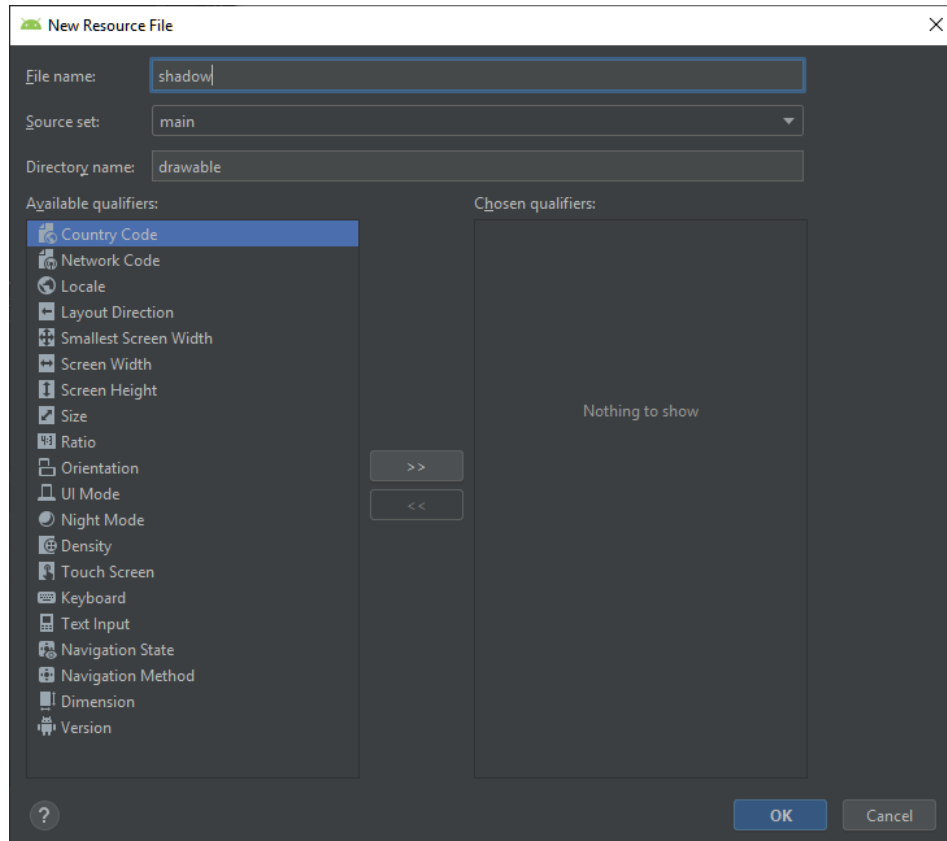 New Resource File
File name: shadow
Source set: main
Directory name: drawable
Available qualifiers: Chosen qualifiers:
Country Code
Network Code
Locale
Layout Direction
Smallest Screen Width
Screen Width
Screen Height
Size
Nothing to show
Ratio
Orientation
>>
UI Mode
<<
Night Mode
Density
Touch Screen
Keyboard
Text Input
Navigation State
Navigation Method
Dimension
Version
? OK Cancel